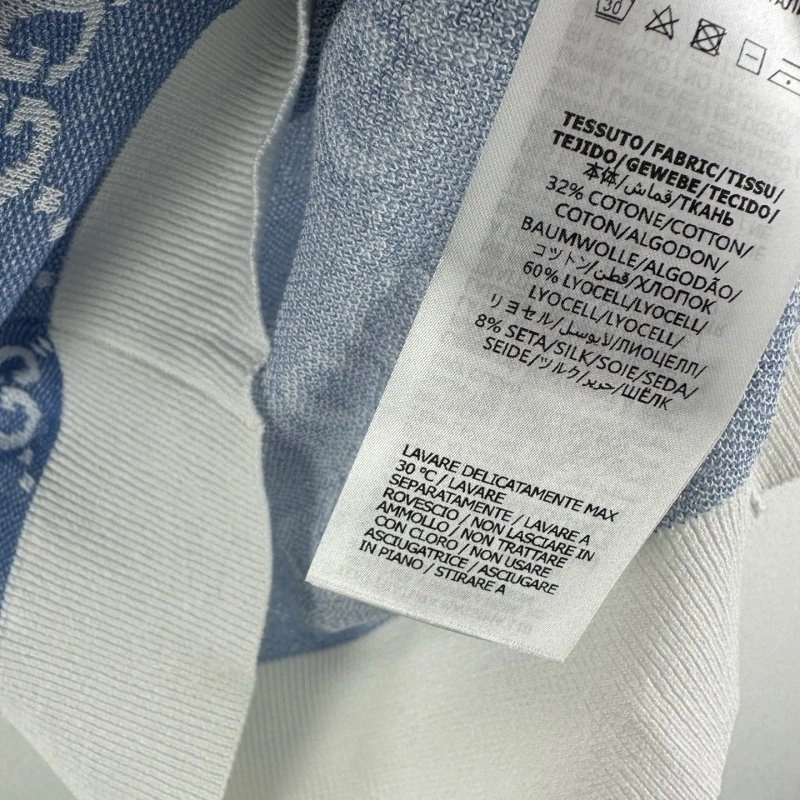 30
TESSUTO/FABRIC/TISSU/
TEJIDO/GEWEBE/TECIDO/
本体/قماش/ТКАНЬ
32% COTONE/COTTON/
COTON/ALGODON/
BAUMWOLLE/ALGODÃO/
コットン/قطن/ХЛОПОК
60% LYOCELL/LYOCELL/
LYOCELL/LYOCELL/
リヨセル/لايوسل/ЛИОЦЕЛЛ/
8% SETA/SILK/SOIE/SEDA/
SEIDE/シルク/حرير/ШЁЛК
LAVARE DELICATAMENTE MAX
30 °C / LAVARE
SEPARATAMENTE / LAVARE A
ROVESCIO / NON LASCIARE IN
AMMOLLO / NON TRATTARE
CON CLORO / NON USARE
ASCIUGATRICE / ASCIUGARE
IN PIANO / STIRARE A